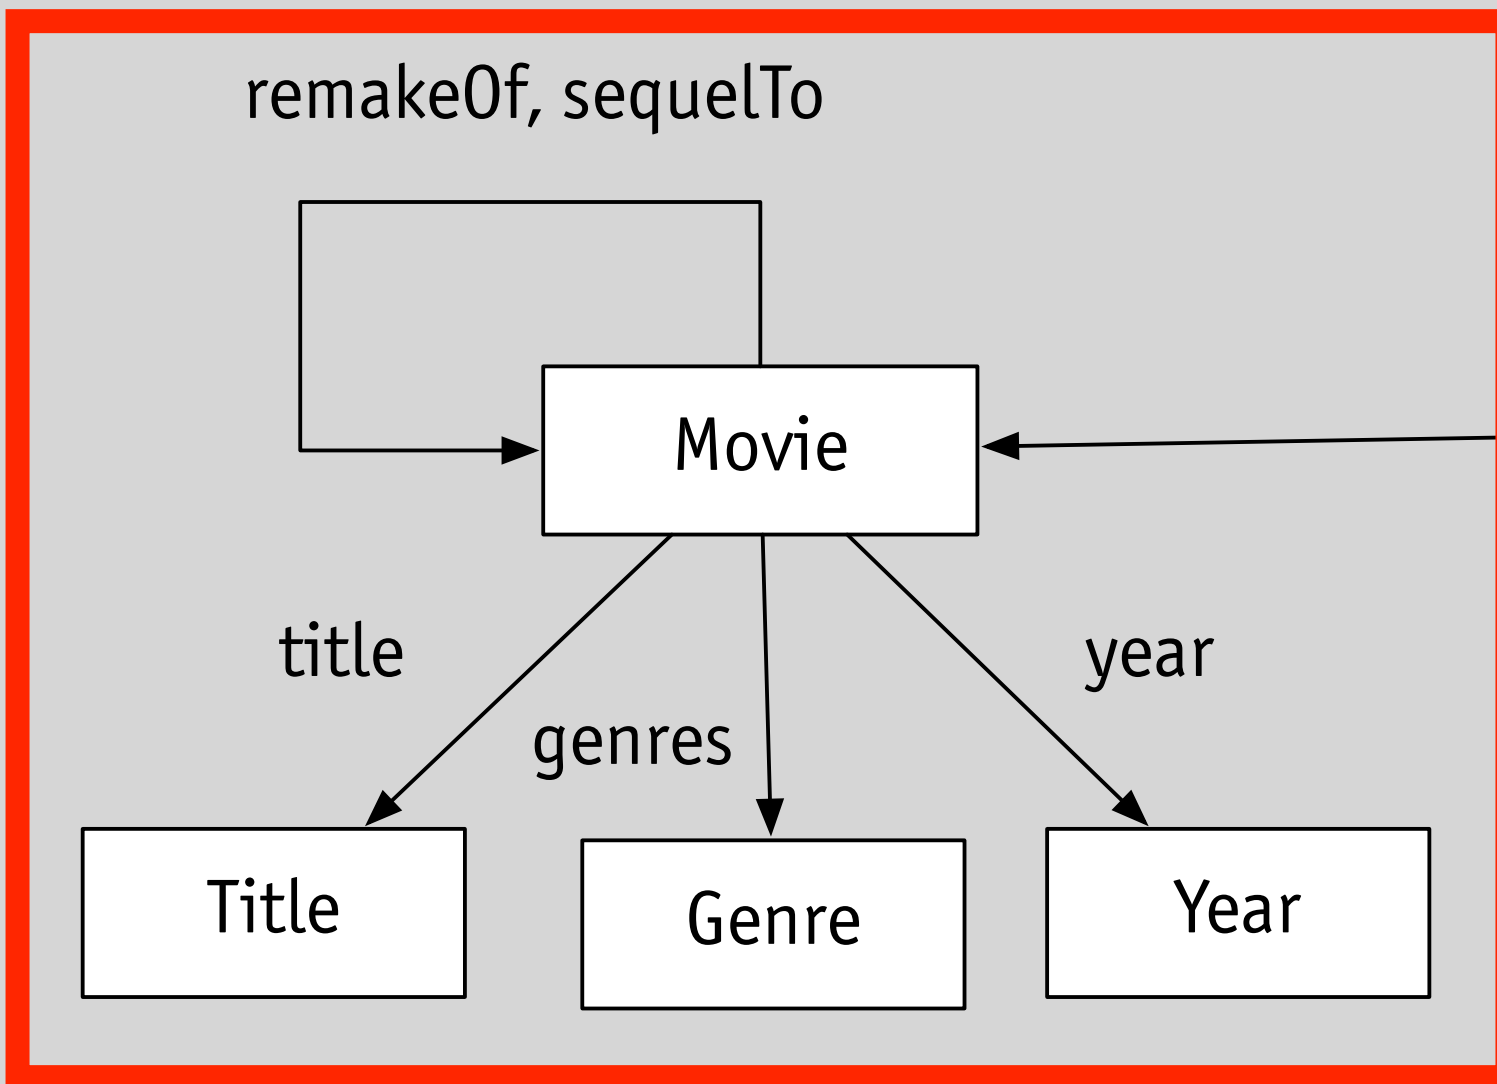 remakeOf, sequelTo
Movie
title
year
genres
Title
Genre
Year